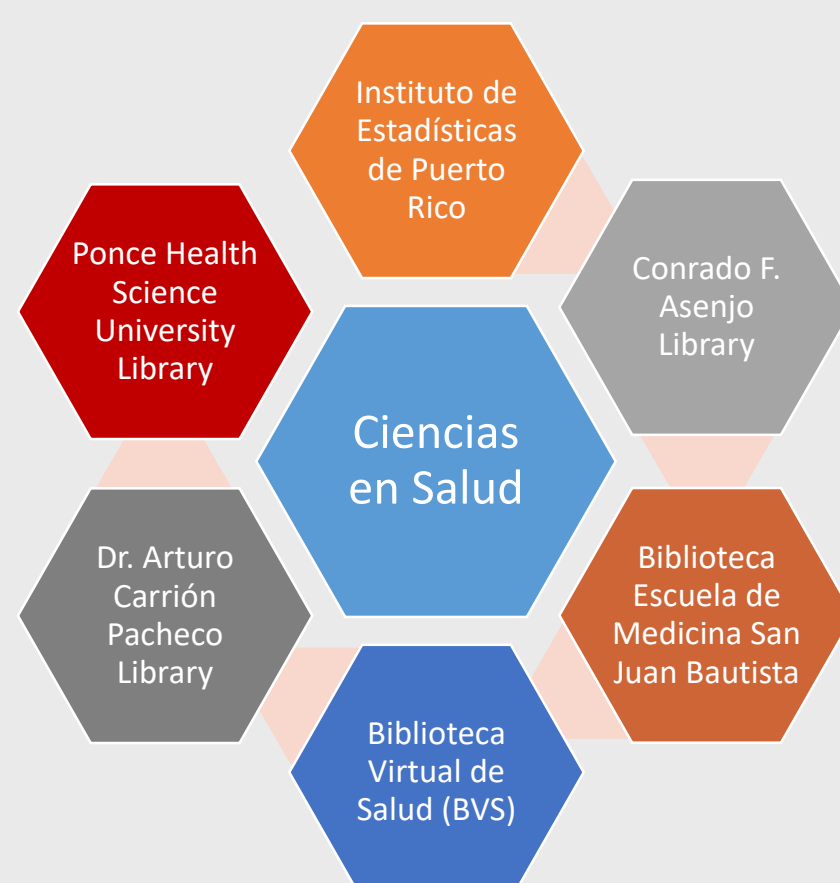 Instituto de
Estadísticas
de Puerto
Rico
Conrado F.
Asenjo
Library
Biblioteca
Escuela de
Medicina San
Juan Bautista
Biblioteca
Virtual de
Salud (BVS)
Dr. Arturo
Carrión
Pacheco
Library
Ponce Health
Science
University
Library
Ciencias
en Salud